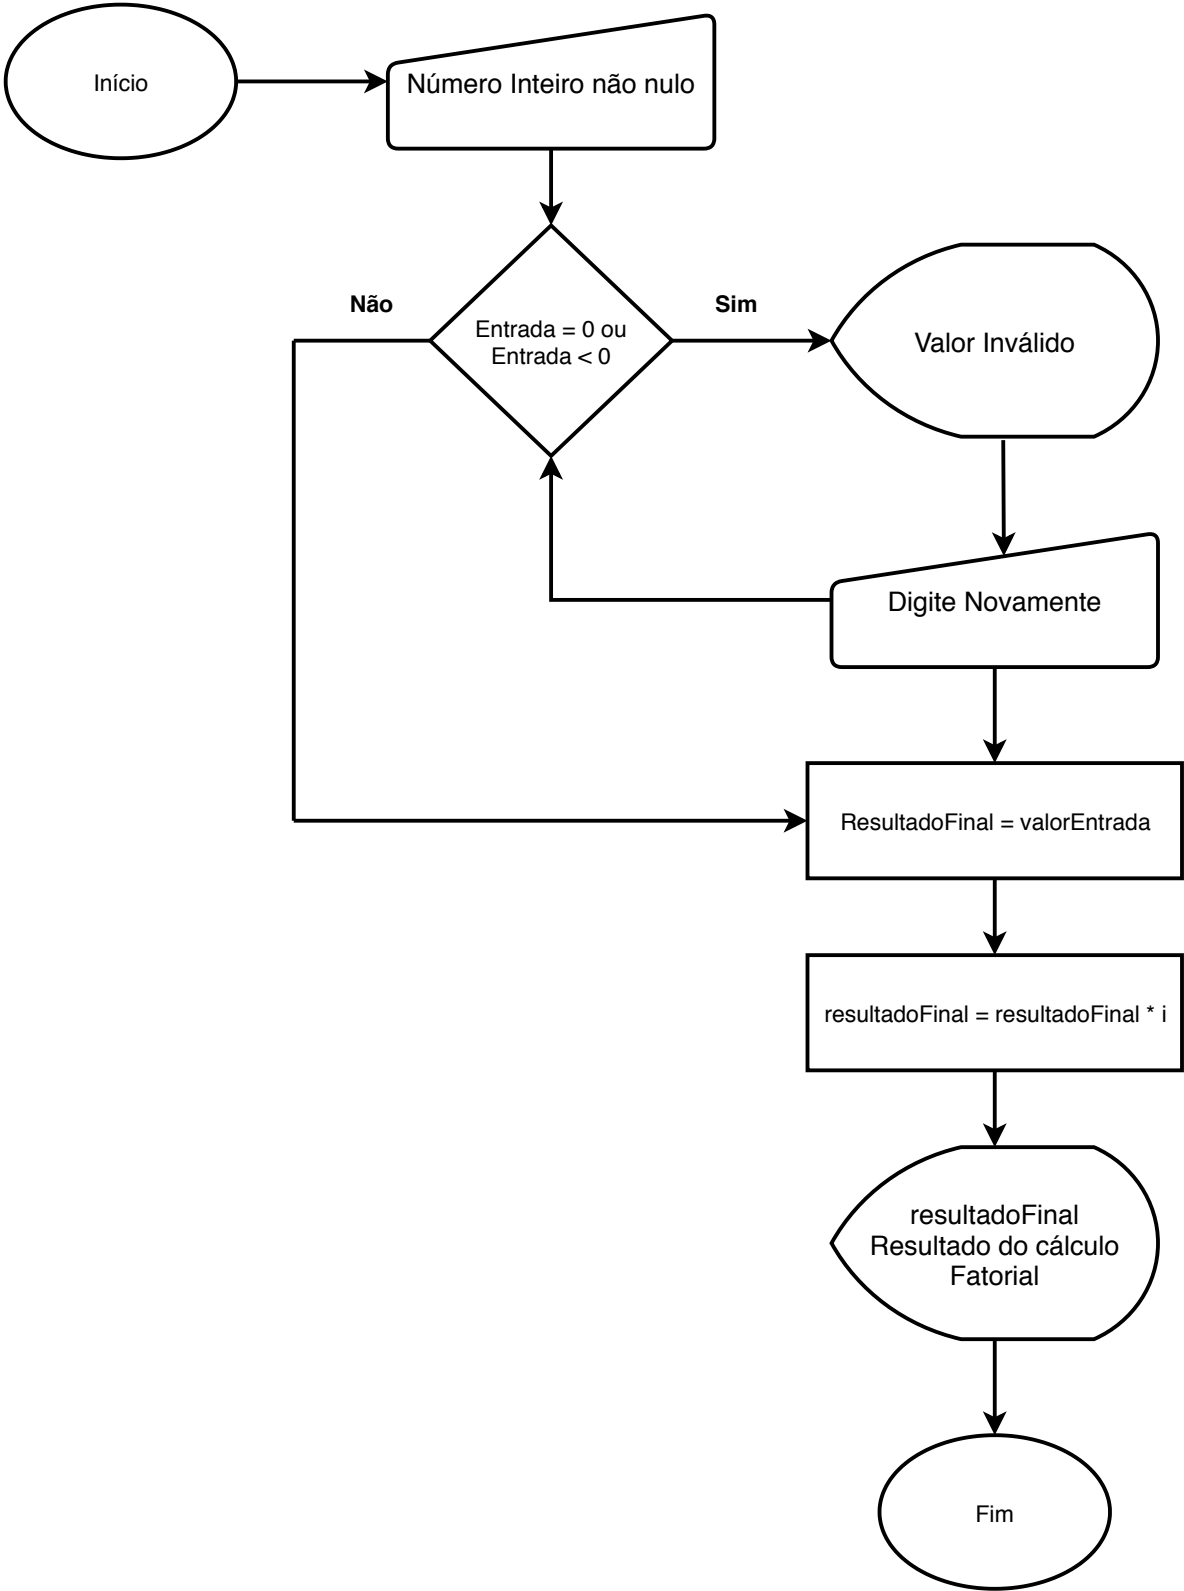 Início
Número Inteiro não nulo
Não
Sim
Entrada = 0 ou
Entrada < 0
Valor Inválido
Digite Novamente
ResultadoFinal = valorEntrada
resultadoFinal = resultadoFinal * i
resultadoFinal
Resultado do cálculo
Fatorial
Fim